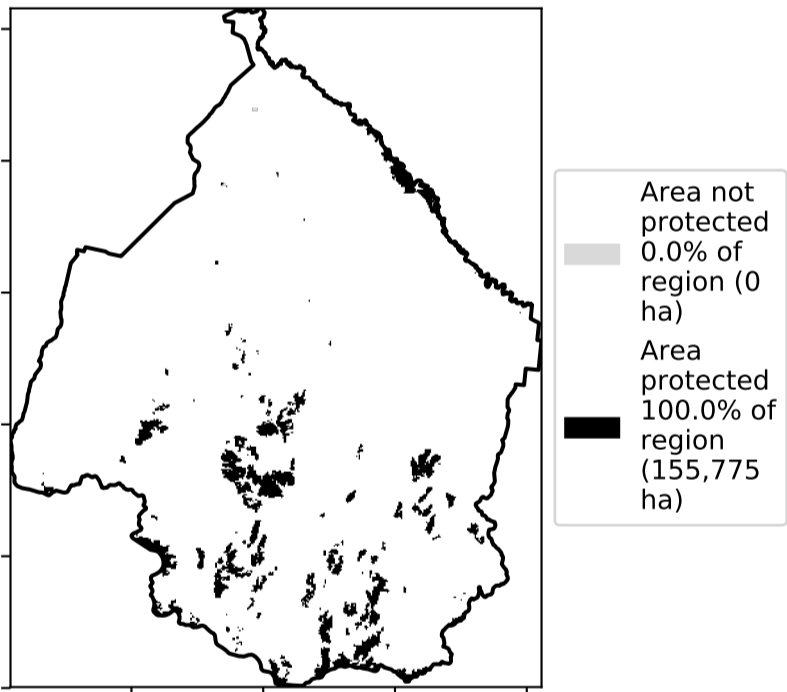 Area not
protected
0.0% of
region (0
ha)
Area
protected
100.0% of
region
(155,775
ha)